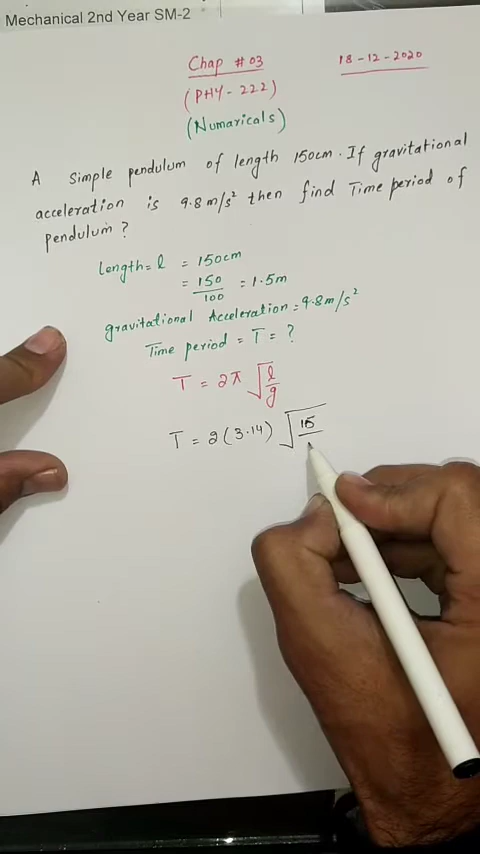 Mechanical 2nd Year SM-2
Chap # 03
18-12-2020
(PHY-222)
(Numaricals)
A Simple pendulum of length 150cm. If gravitational
acceleration is 9.8m/s² then find Time period of
pendulum?
length = l = 150cm
= 150/100 = 1.5m
gravitational Acceleration = 9.8m/s²
Time period = T = ?
T = 2π √(l/g)
T = 2(3.14) √15